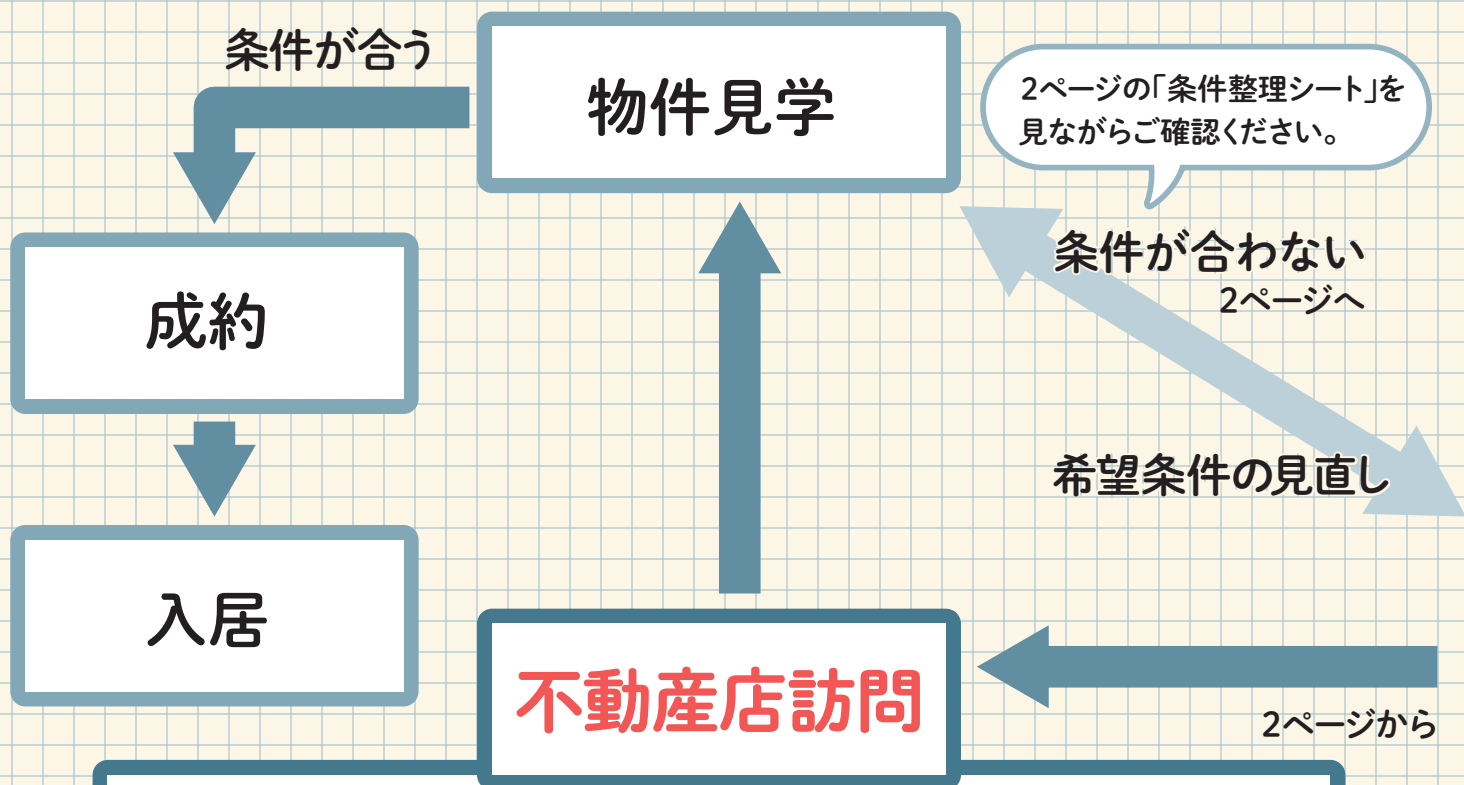 条件が合う
物件見学
2ページの「条件整理シート」を
見ながらご確認ください。
条件が合わない
2ページへ
成約
希望条件の見直し
入居
不動産店訪問
2ページから